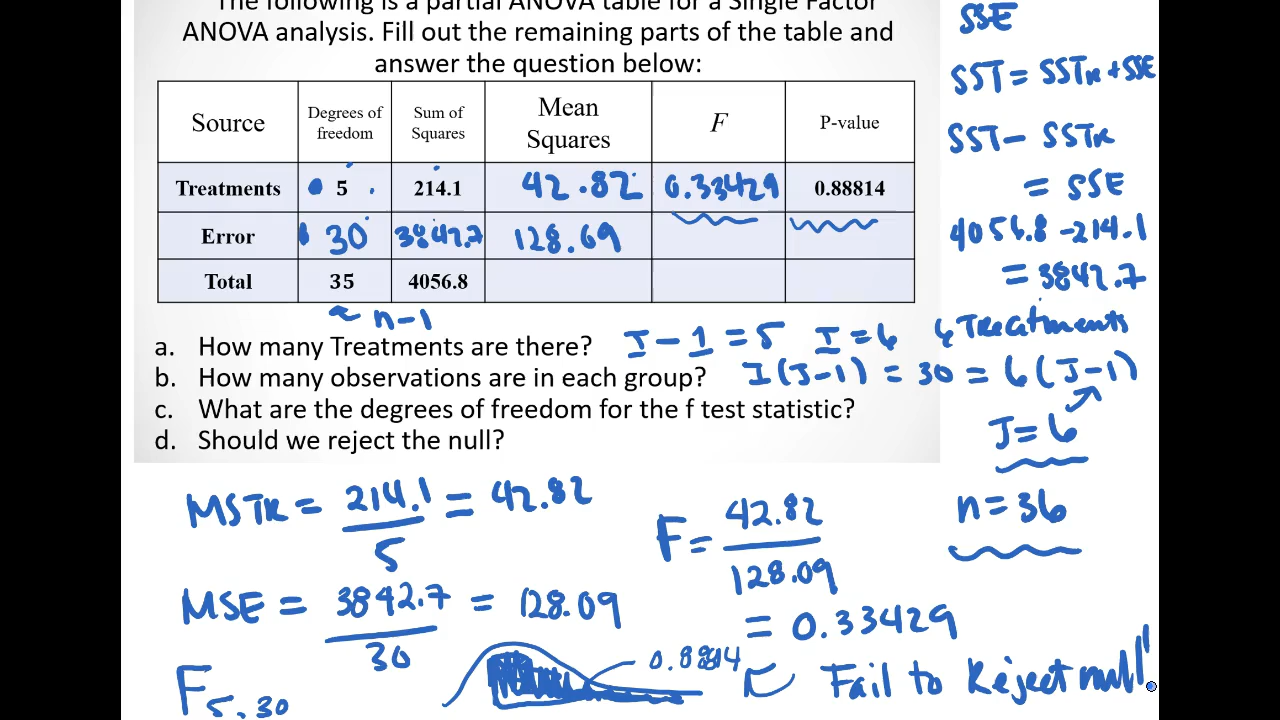 The following is a partial ANOVA table for a Single Factor
ANOVA analysis. Fill out the remaining parts of the table and
answer the question below:
Source Degrees of freedom Sum of Squares Mean Squares F P-value
Treatments 5 214.1 42.82 0.33429 0.88814
Error 30 3842.7 128.09
Total 35 4056.8
n-1
a. How many Treatments are there? I - 1 = 5 I = 6 6 Treatments
b. How many observations are in each group? I(J-1) = 30 = 6(J-1)
c. What are the degrees of freedom for the f test statistic?
d. Should we reject the null?
SSE
SST = SSTR + SSE
SST - SSTR
= SSE
4056.8 - 214.1
= 3842.7
J = 6
n = 36
MSTR = 214.1 / 5 = 42.82
MSE = 3842.7 / 30 = 128.09
F = 42.82 / 128.09
= 0.33429
F 5, 30
0.8814
Fail to Reject null